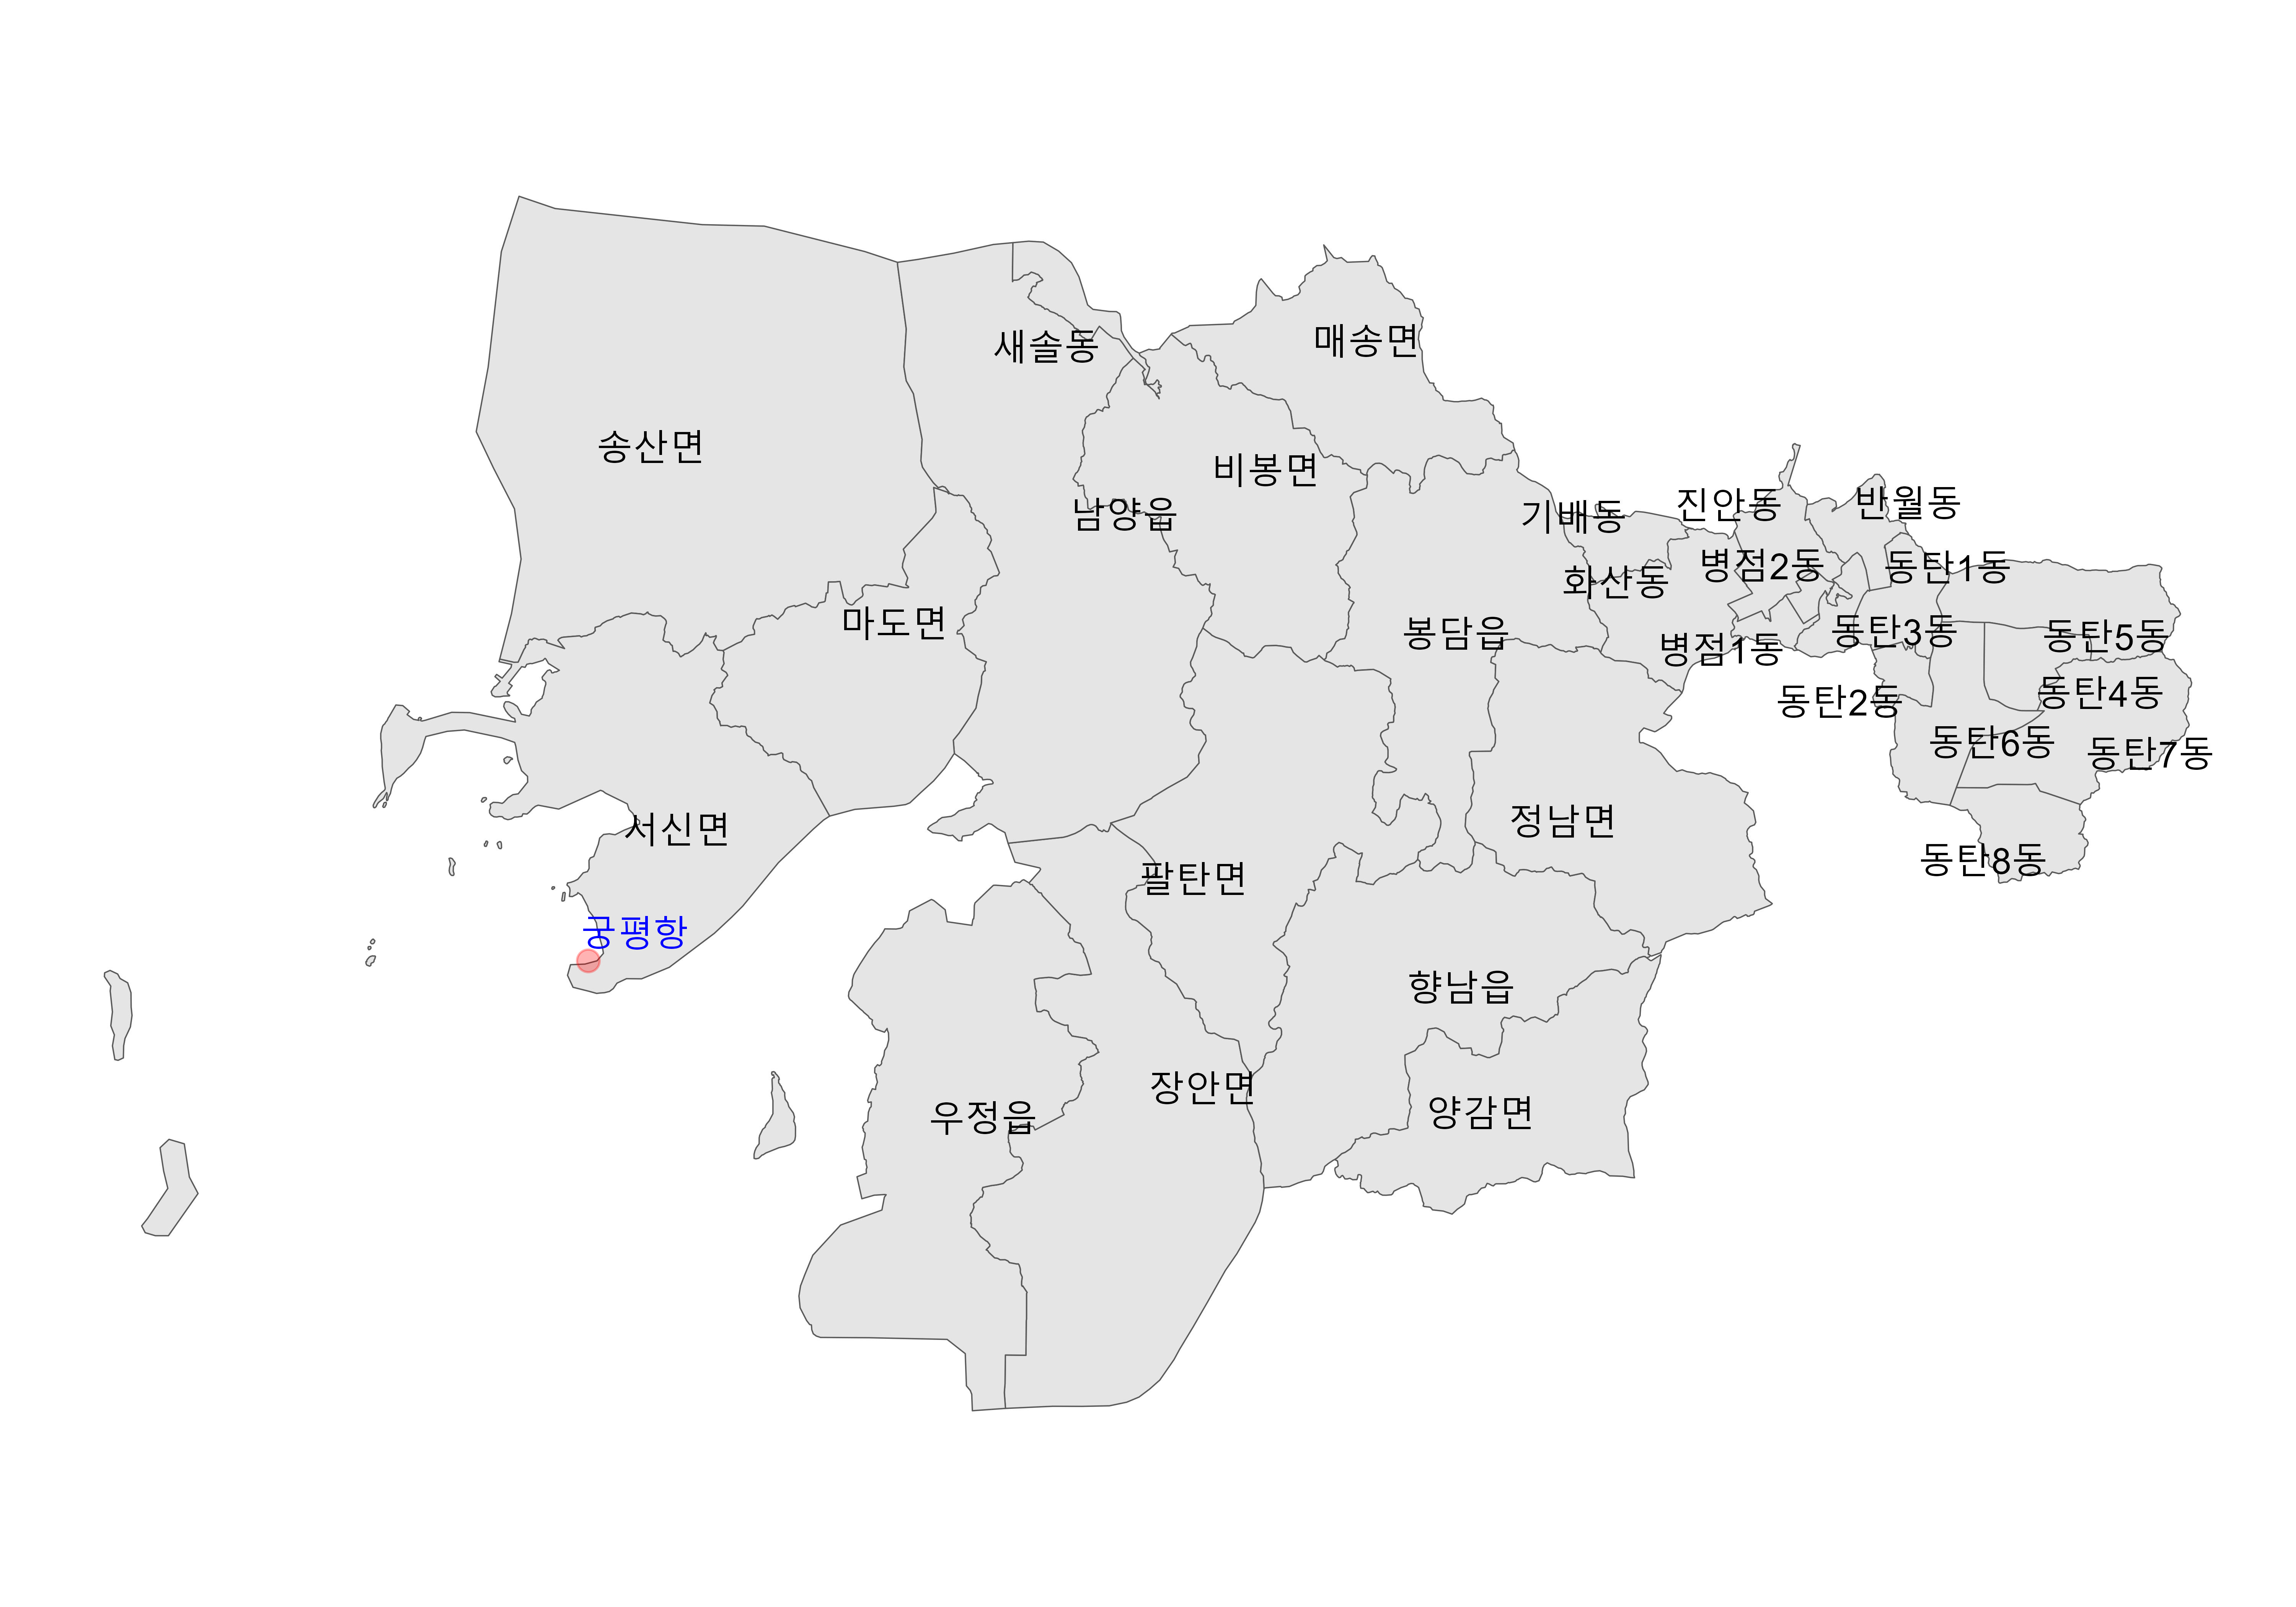 매송면
새솔동
송산면
비봉면
남양읍
기배동
진안동
반월동
병점2동
동탄1동
화산동
마도면
봉담읍
동탄3동
동탄5동
병점1동
동탄4동
동탄2동
동탄6동
동탄7동
정남면
서신면
동탄8동
팔탄면
궁평항
향남읍
장안면
양감면
우정읍